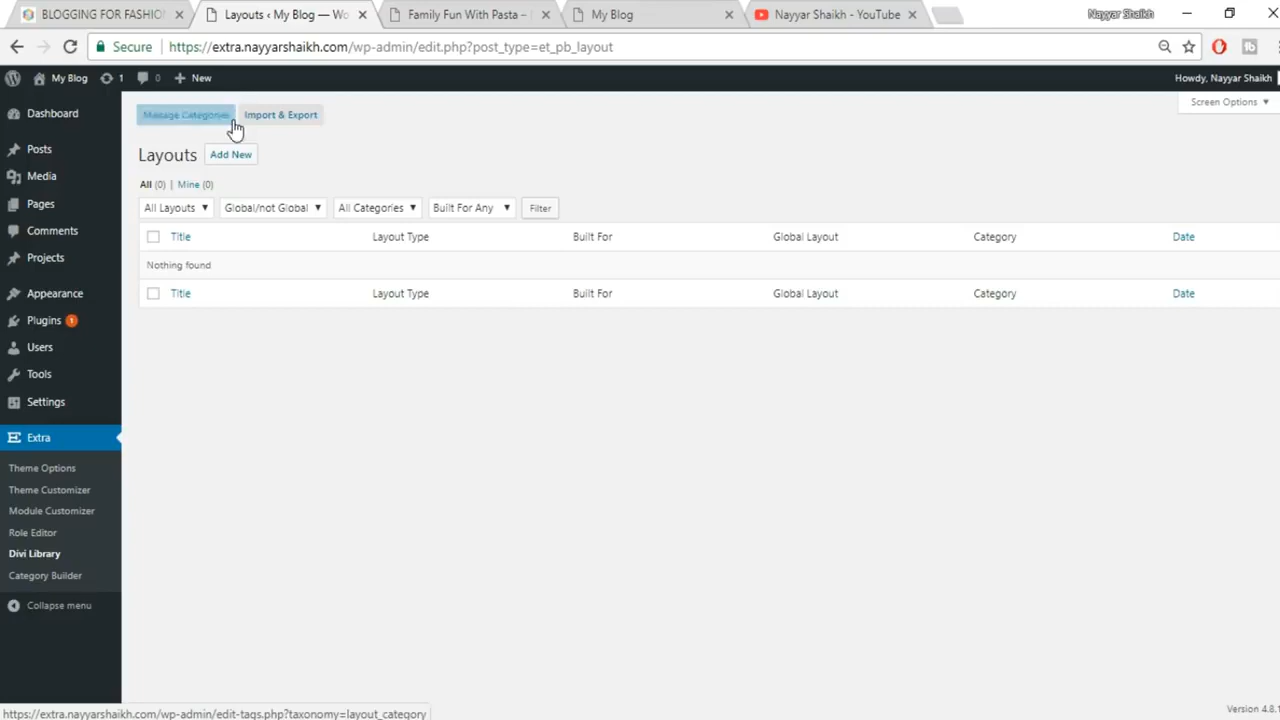 BLOGGING FOR FASHION
Layouts ‹ My Blog — Wo
Family Fun With Pasta –
My Blog
Nayyar Shaikh - YouTube
Nayyar Shaikh
Secure
https://extra.nayyarshaikh.com/wp-admin/edit.php?post_type=et_pb_layout
My Blog
1
0
New
Howdy, Nayyar Shaikh
Screen Options
Manage Categories
Import & Export
Layouts
Add New
All (0) | Mine (0)
All Layouts
Global/not Global
All Categories
Built For Any
Filter
Title Layout Type Built For Global Layout Category Date
Nothing found
Title Layout Type Built For Global Layout Category Date
Dashboard
Posts
Media
Pages
Comments
Projects
Appearance
Plugins 1
Users
Tools
Settings
Extra
Theme Options
Theme Customizer
Module Customizer
Role Editor
Divi Library
Category Builder
Collapse menu
https://extra.nayyarshaikh.com/wp-admin/edit-tags.php?taxonomy=layout_category
Version 4.8.1